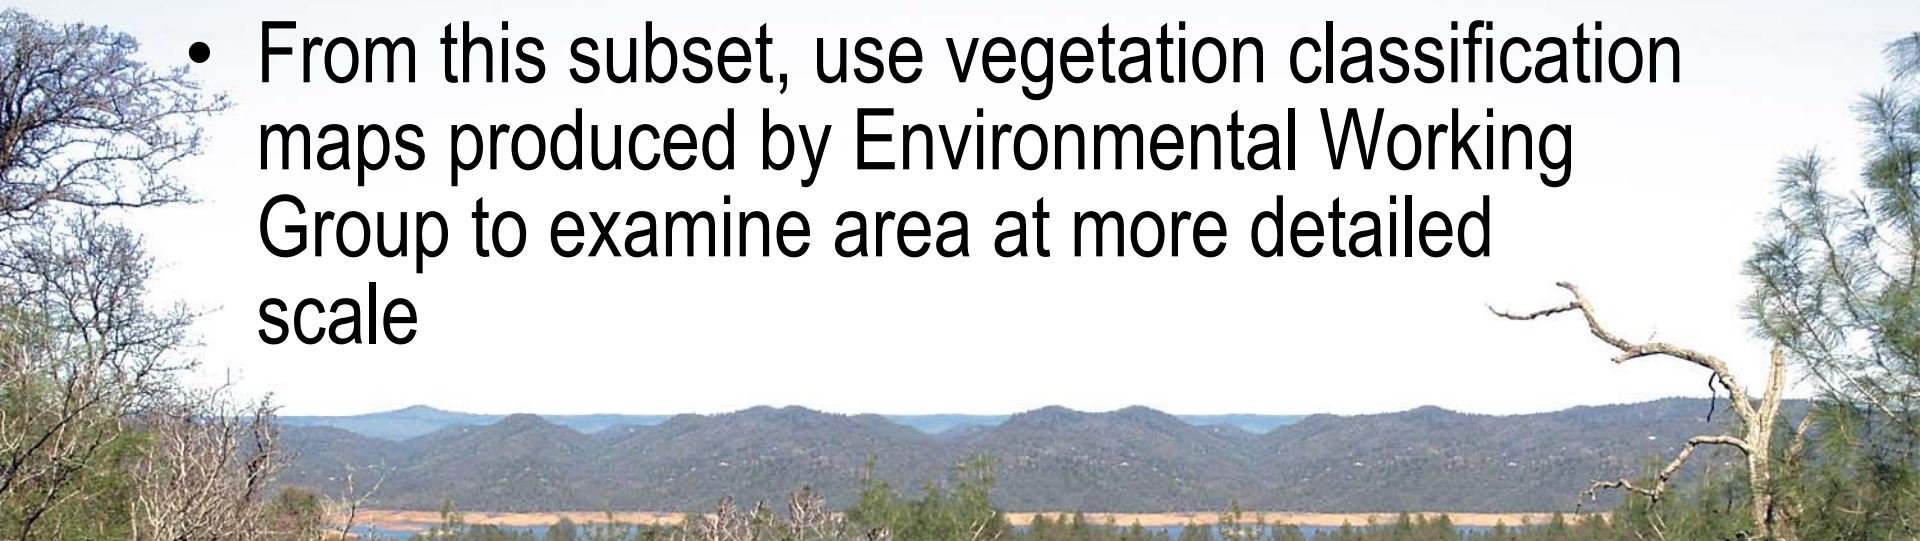 • From this subset, use vegetation classification
maps produced by Environmental Working
Group to examine area at more detailed
scale